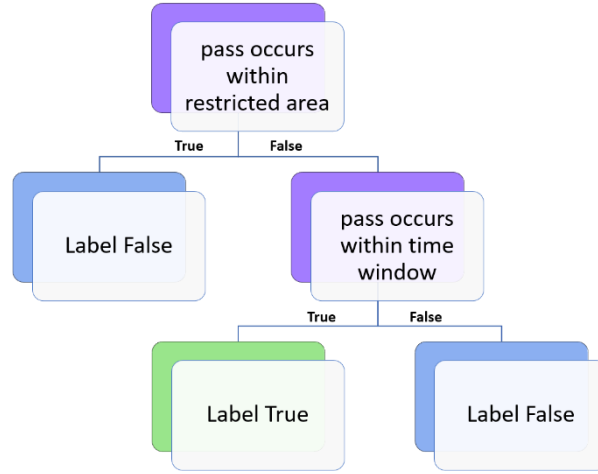 pass occurs
within
restricted area
True
False
Label False
pass occurs
within time
window
True
False
Label True
Label False